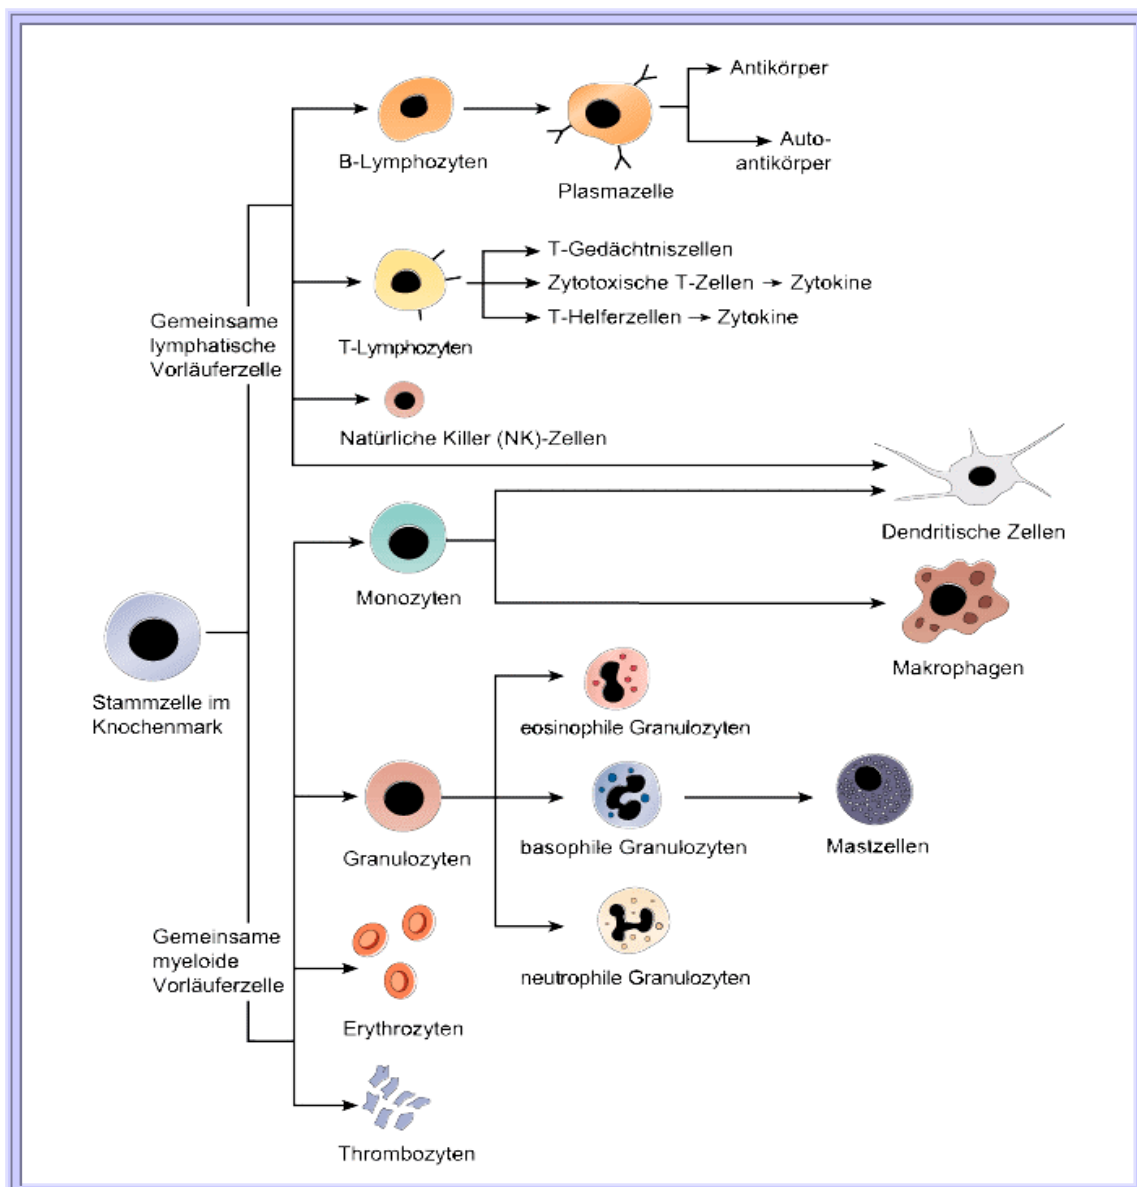 Antikörper
B-Lymphozyten
Plasmazelle
Auto-
antikörper
T-Gedächtniszellen
Zytotoxische T-Zellen → Zytokine
T-Helferzellen → Zytokine
T-Lymphozyten
Gemeinsame
lymphatische
Vorläuferzelle
Natürliche Killer (NK)-Zellen
Dendritische Zellen
Monozyten
Makrophagen
Stammzelle im
Knochenmark
eosinophile Granulozyten
Granulozyten
basophile Granulozyten
Mastzellen
neutrophile Granulozyten
Gemeinsame
myeloide
Vorläuferzelle
Erythrozyten
Thrombozyten